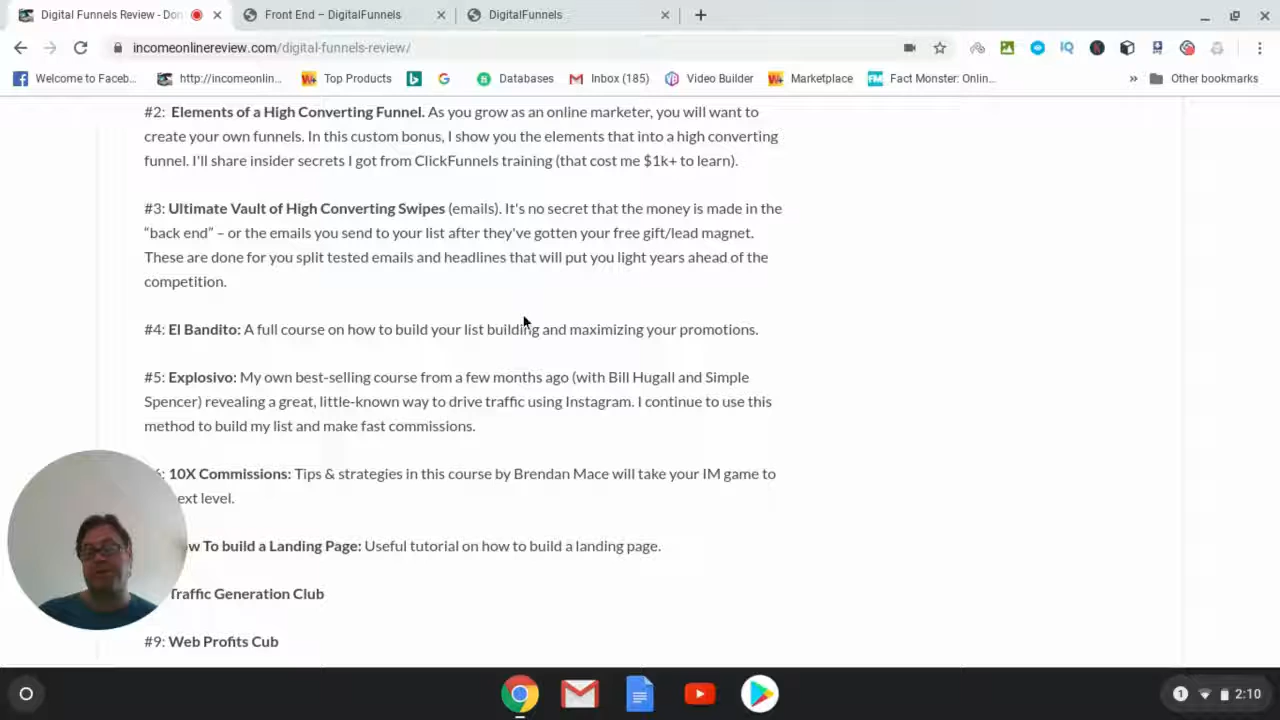 Digital Funnels Review - Don
Front End – DigitalFunnels
DigitalFunnels
incomeonlinereview.com/digital-funnels-review/
Welcome to Faceb...
http://incomeonlin...
Top Products
Databases
Inbox (185)
Video Builder
Marketplace
Fact Monster: Onlin...
»
Other bookmarks
#2: Elements of a High Converting Funnel. As you grow as an online marketer, you will want to
create your own funnels. In this custom bonus, I show you the elements that into a high converting
funnel. I'll share insider secrets I got from ClickFunnels training (that cost me $1k+ to learn).
#3: Ultimate Vault of High Converting Swipes (emails). It's no secret that the money is made in the
“back end” – or the emails you send to your list after they've gotten your free gift/lead magnet.
These are done for you split tested emails and headlines that will put you light years ahead of the
competition.
#4: El Bandito: A full course on how to build your list building and maximizing your promotions.
#5: Explosivo: My own best-selling course from a few months ago (with Bill Hugall and Simple
Spencer) revealing a great, little-known way to drive traffic using Instagram. I continue to use this
method to build my list and make fast commissions.
6: 10X Commissions: Tips & strategies in this course by Brendan Mace will take your IM game to
ext level.
ow To build a Landing Page: Useful tutorial on how to build a landing page.
Traffic Generation Club
#9: Web Profits Cub
1
2:10